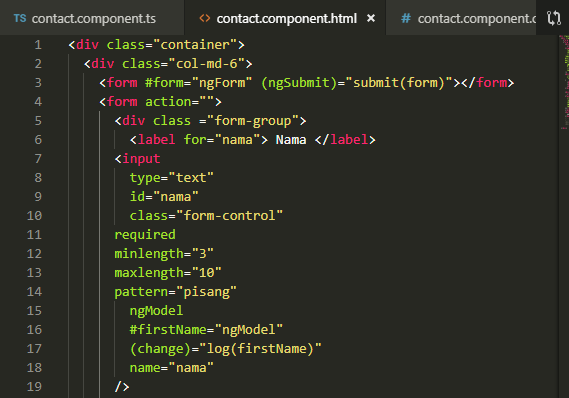 TS contact.component.ts <> contact.component.html × # contact.component.c
1 <div class="container">
2 <div class="col-md-6">
3 <form #form="ngForm" (ngSubmit)="submit(form)"></form>
4 <form action="">
5 <div class ="form-group">
6 <label for="nama"> Nama </label>
7 <input
8 type="text"
9 id="nama"
10 class="form-control"
11 required
12 minlength="3"
13 maxlength="10"
14 pattern="pisang"
15 ngModel
16 #firstName="ngModel"
17 (change)="log(firstName)"
18 name="nama"
19 />